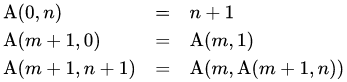 A(0, n) = n + 1
A(m + 1, 0) = A(m, 1)
A(m + 1, n + 1) = A(m, A(m + 1, n))